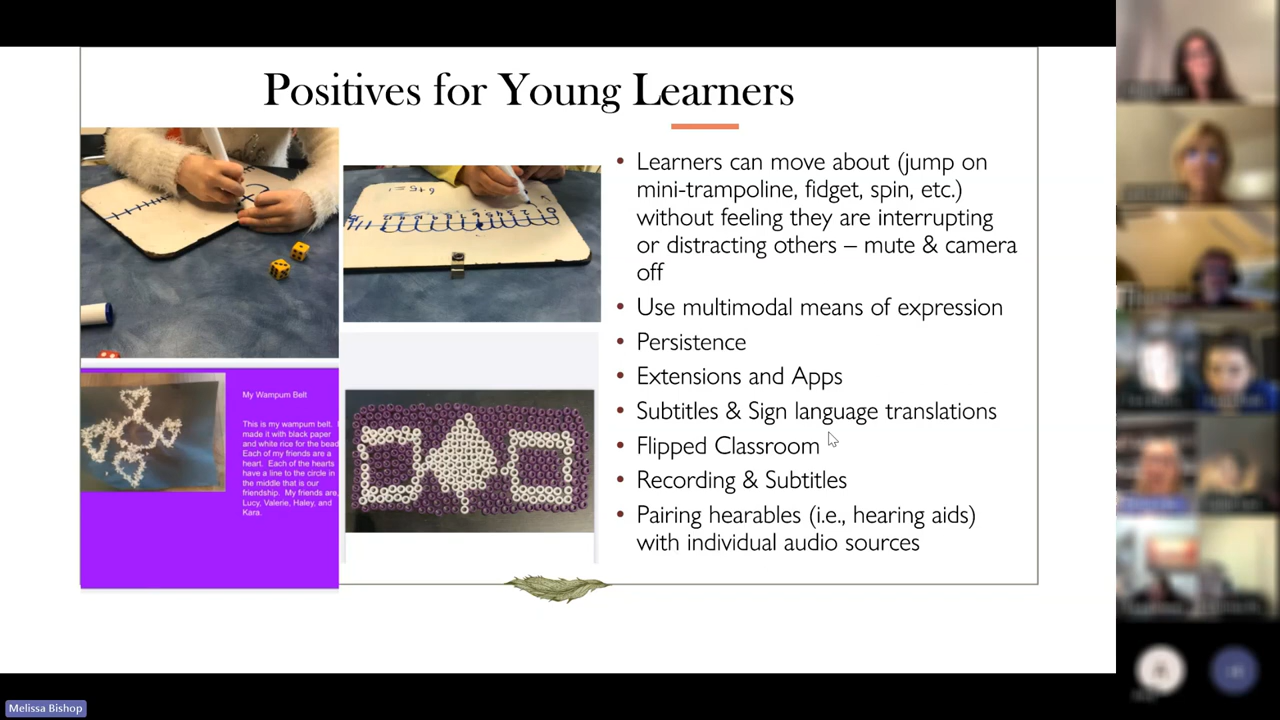 Positives for Young Learners
6+5=1
My Wampum Belt
This is my wampum belt. I
made it with black paper
and white rice for the bead
Each of my friends are a
heart. Each of the hearts
have a line to the circle in
the middle that is our
friendship. My friends are,
Lucy, Valerie, Haley, and
Kara.
• Learners can move about (jump on
mini-trampoline, fidget, spin, etc.)
without feeling they are interrupting
or distracting others – mute & camera
off
• Use multimodal means of expression
• Persistence
• Extensions and Apps
• Subtitles & Sign language translations
• Flipped Classroom
• Recording & Subtitles
• Pairing hearables (i.e., hearing aids)
with individual audio sources
Melissa Bishop